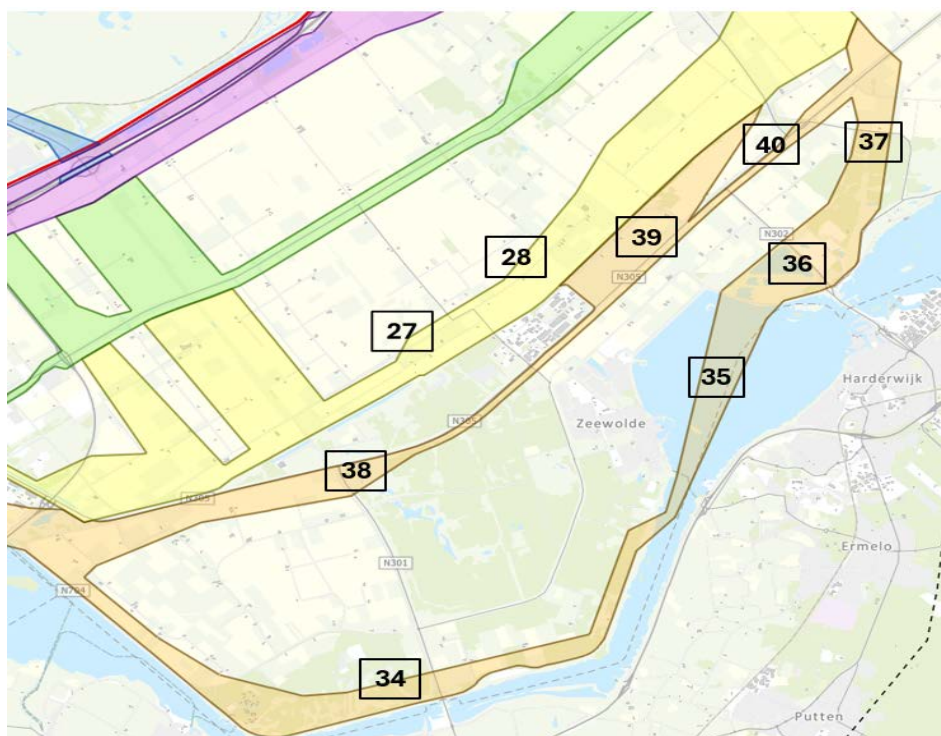 37
40
39
N302
28
36
N305
27
35
Harderwijk
Zeewolde
N305
38
N305
Ermelo
N301
N704
34
Putten